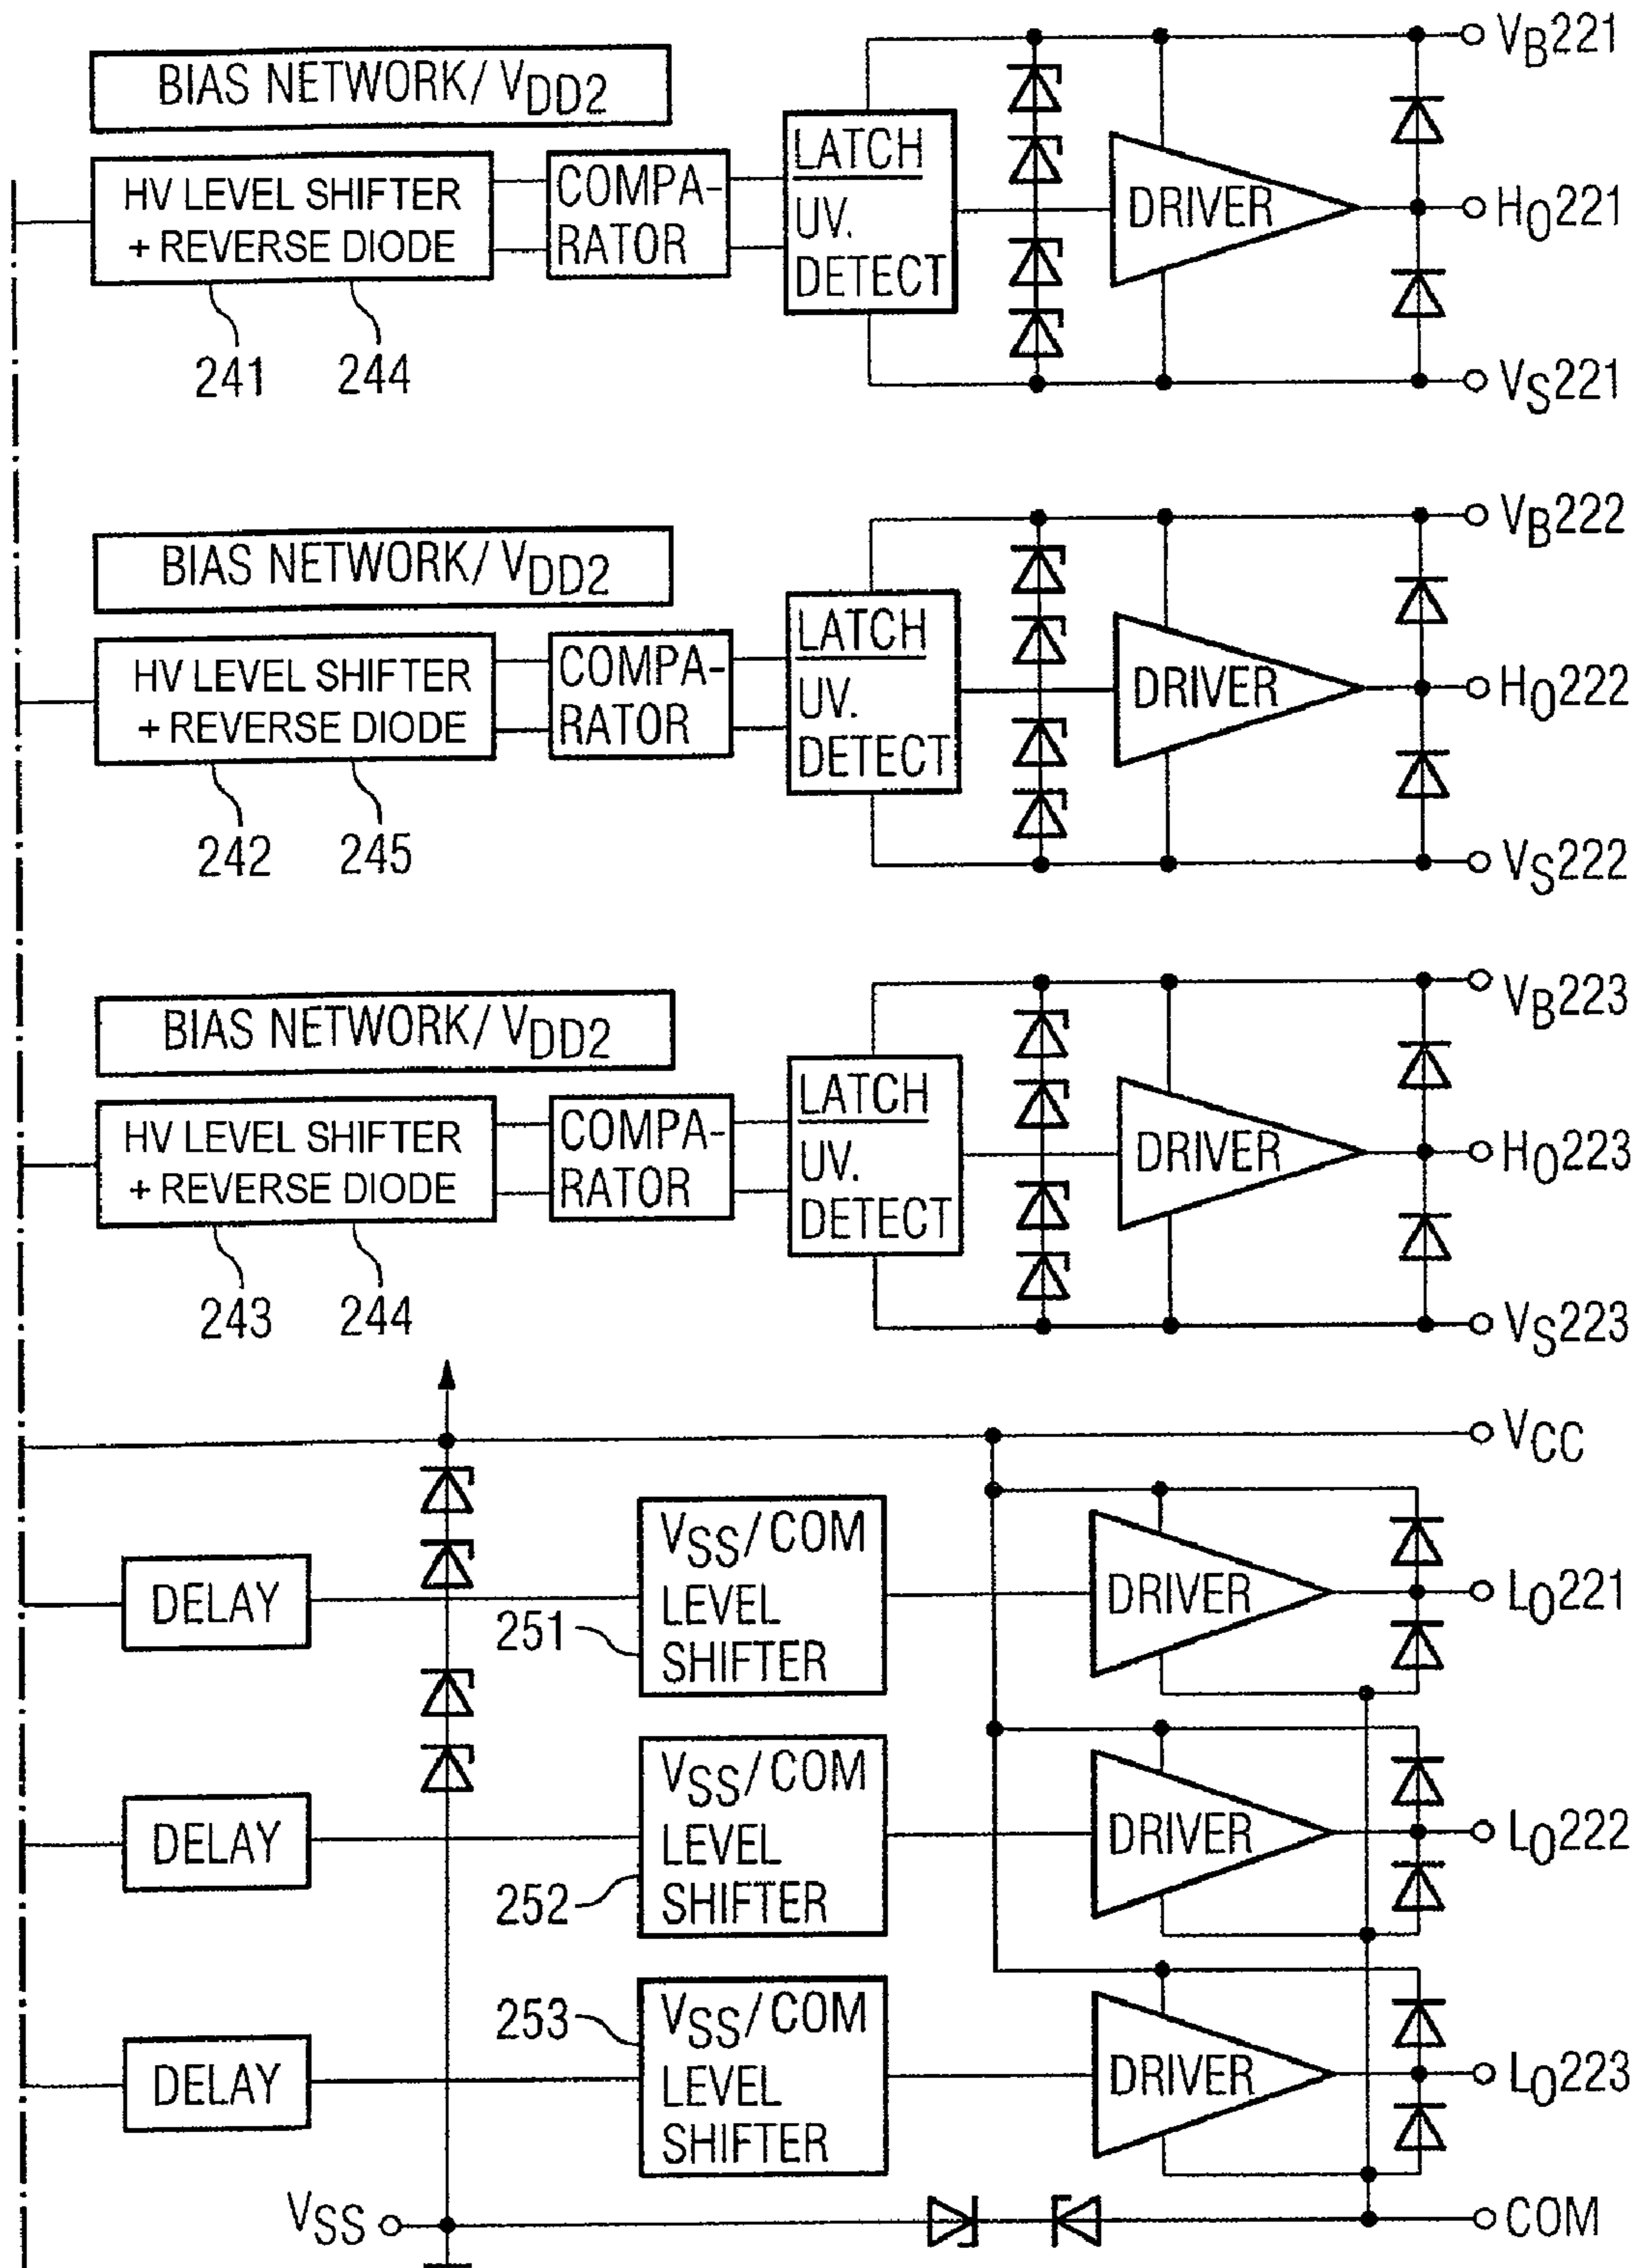 VB221
BIAS NETWORK/ VDD2
HV LEVEL SHIFTER
+ REVERSE DIODE
COMPA-
RATOR
LATCH
UV.
DETECT
DRIVER
HO221
241
244
VS221
VB222
BIAS NETWORK/ VDD2
HV LEVEL SHIFTER
+ REVERSE DIODE
COMPA-
RATOR
LATCH
UV.
DETECT
DRIVER
HO222
242
245
VS222
VB223
BIAS NETWORK/ VDD2
HV LEVEL SHIFTER
+ REVERSE DIODE
COMPA-
RATOR
LATCH
UV.
DETECT
DRIVER
HO223
243
244
VS223
VCC
DELAY
251
VSS/COM
LEVEL
SHIFTER
DRIVER
LO221
DELAY
252
VSS/COM
LEVEL
SHIFTER
DRIVER
LO222
DELAY
253
VSS/COM
LEVEL
SHIFTER
DRIVER
LO223
VSS
COM